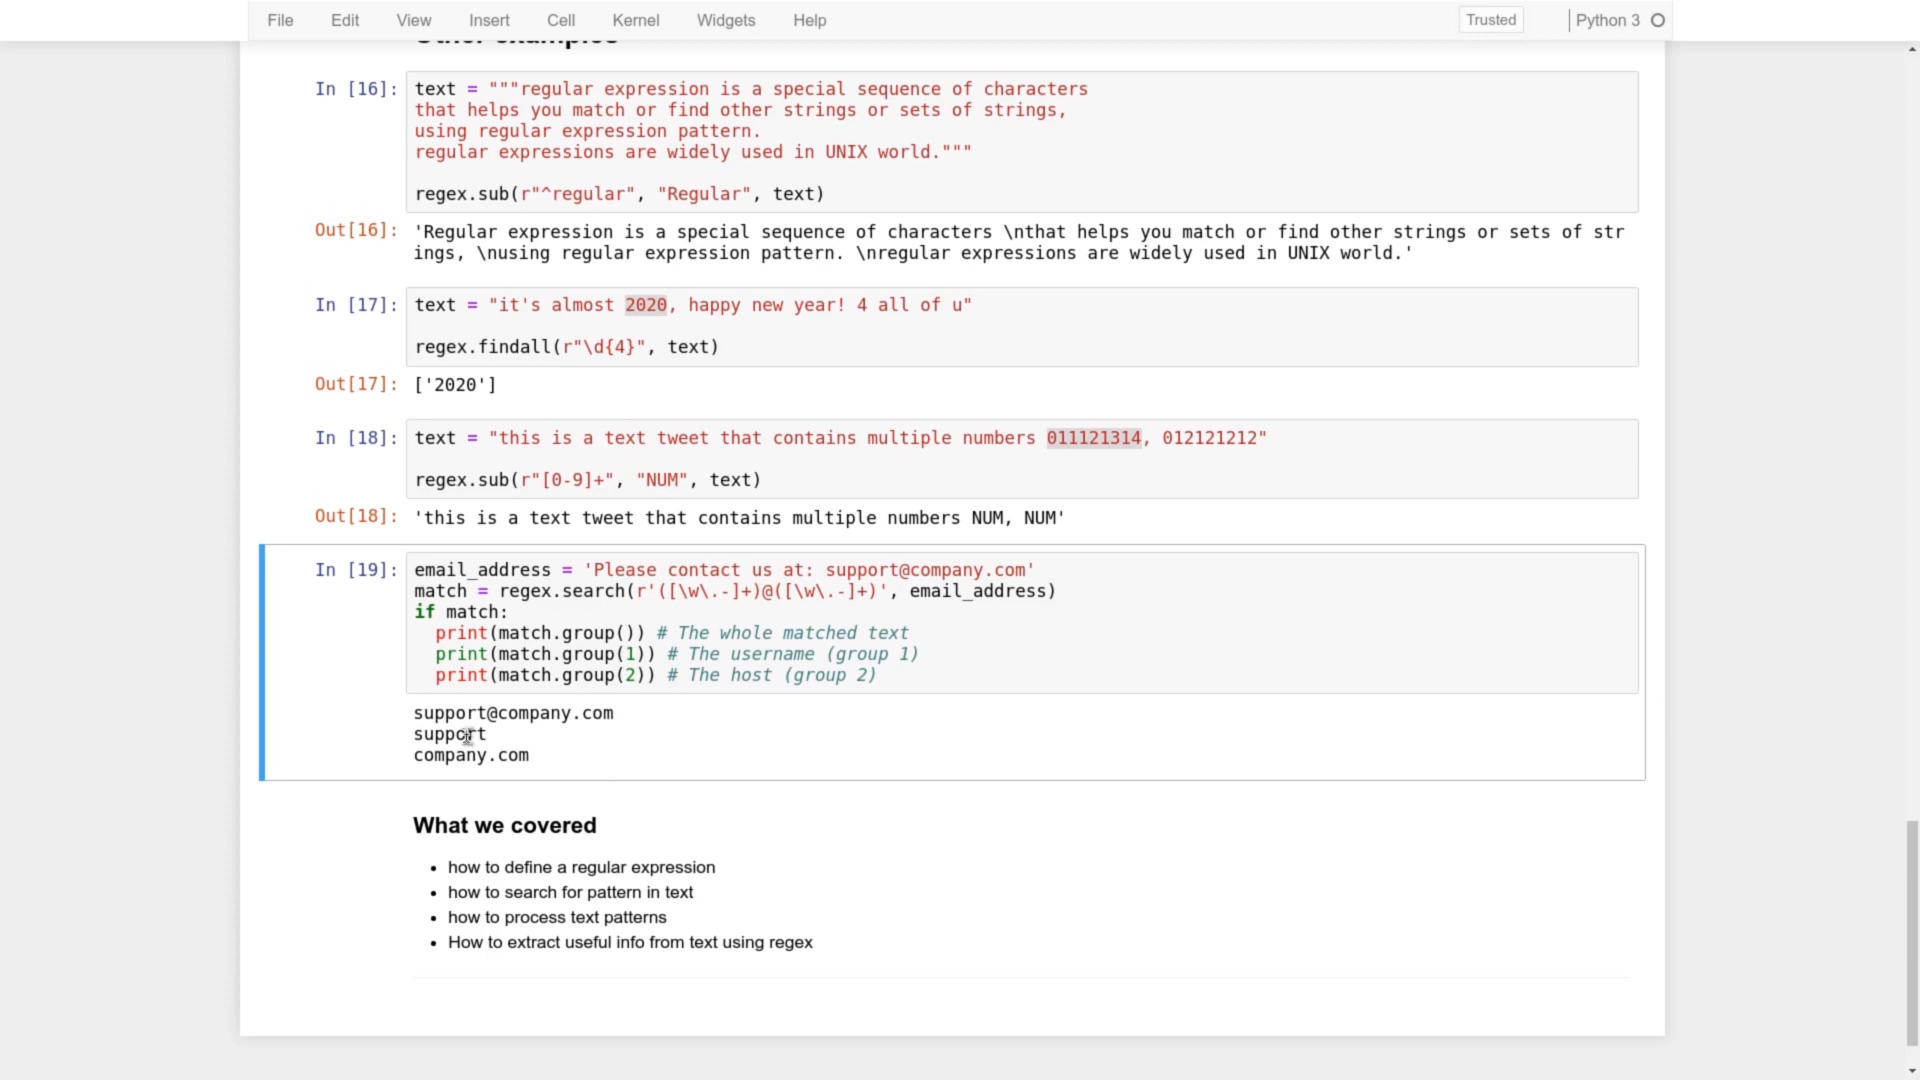 File Edit View Insert Cell Kernel Widgets Help Trusted Python 3
Other examples
In [16]: text = """regular expression is a special sequence of characters
that helps you match or find other strings or sets of strings,
using regular expression pattern.
regular expressions are widely used in UNIX world."""
regex.sub(r"^regular", "Regular", text)
Out[16]: 'Regular expression is a special sequence of characters \nthat helps you match or find other strings or sets of str
ings, \nusing regular expression pattern. \nregular expressions are widely used in UNIX world.'
In [17]: text = "it's almost 2020, happy new year! 4 all of u"
regex.findall(r"\d{4}", text)
Out[17]: ['2020']
In [18]: text = "this is a text tweet that contains multiple numbers 011121314, 012121212"
regex.sub(r"[0-9]+", "NUM", text)
Out[18]: 'this is a text tweet that contains multiple numbers NUM, NUM'
In [19]: email_address = 'Please contact us at: support@company.com'
match = regex.search(r'([\w\.-]+)@([\w\.-]+)', email_address)
if match:
  print(match.group()) # The whole matched text
  print(match.group(1)) # The username (group 1)
  print(match.group(2)) # The host (group 2)
support@company.com
support
company.com
What we covered
• how to define a regular expression
• how to search for pattern in text
• how to process text patterns
• How to extract useful info from text using regex